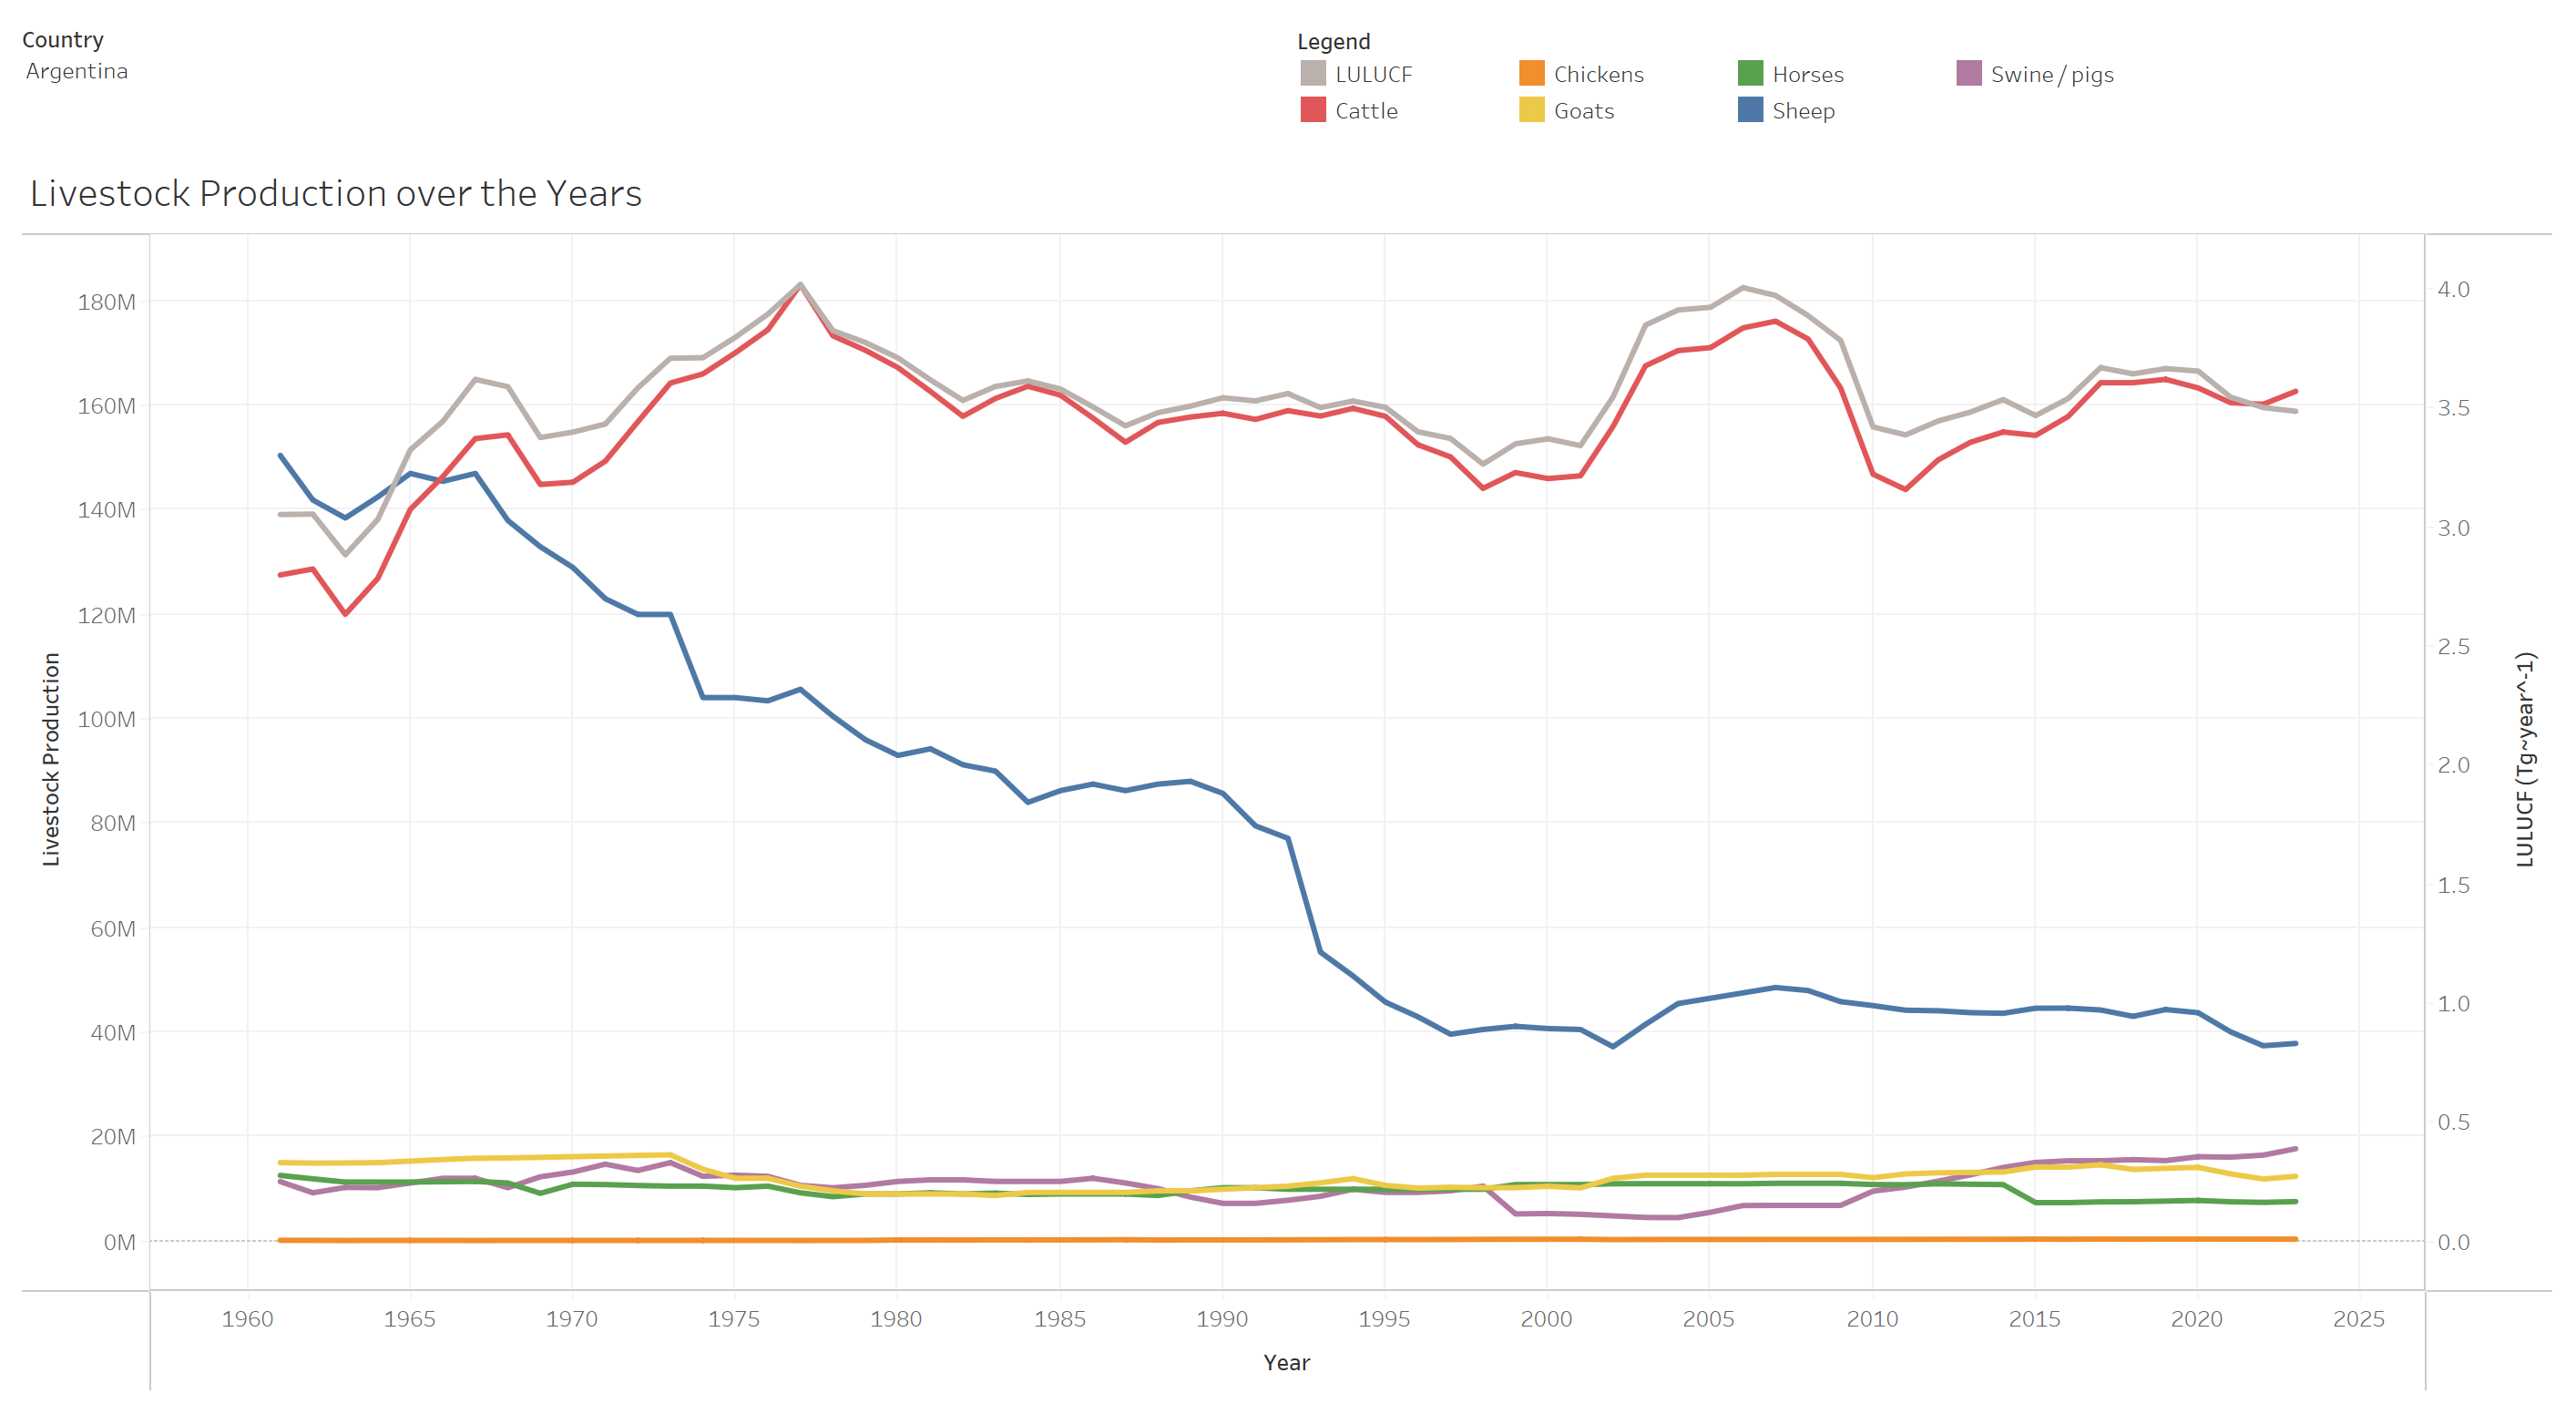 Country
Argentina
Legend
LULUCF
Chickens
Horses
Swine / pigs
Cattle
Goats
Sheep
Livestock Production over the Years
180M
160M
140M
120M
100M
80M
60M
40M
20M
0M
Livestock Production
4.0
3.5
3.0
2.5
2.0
1.5
1.0
0.5
0.0
LULUCF (Tg~year^-1)
1960 1965 1970 1975 1980 1985 1990 1995 2000 2005 2010 2015 2020 2025
Year